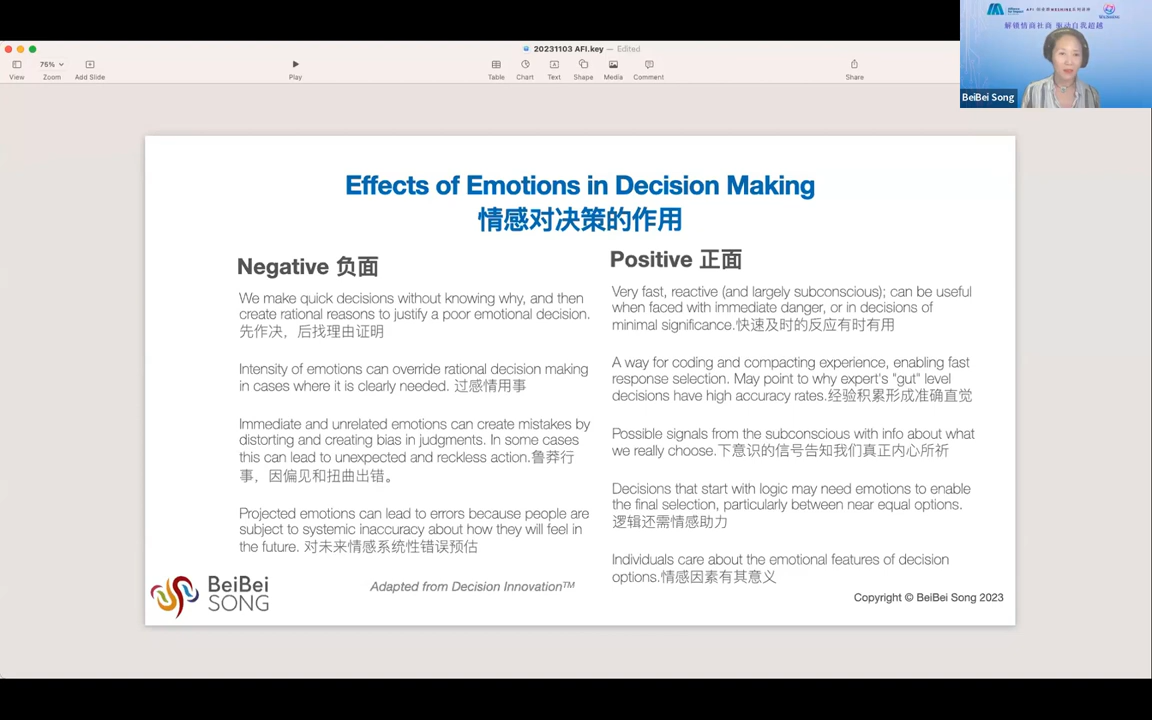 20231103 AFI.key — Edited
View
75%
Zoom
Add Slide
Play
Table
Chart
Text
Shape
Media
Comment
Share
解锁情商社商 驱动自我超越
BeiBei Song
Effects of Emotions in Decision Making
情感对决策的作用
Negative 负面
We make quick decisions without knowing why, and then
create rational reasons to justify a poor emotional decision.
先作决，后找理由证明
Intensity of emotions can override rational decision making
in cases where it is clearly needed. 过感情用事
Immediate and unrelated emotions can create mistakes by
distorting and creating bias in judgments. In some cases
this can lead to unexpected and reckless action.鲁莽行
事，因偏见和扭曲出错。
Projected emotions can lead to errors because people are
subject to systemic inaccuracy about how they will feel in
the future. 对未来情感系统性错误预估
Positive 正面
Very fast, reactive (and largely subconscious); can be useful
when faced with immediate danger, or in decisions of
minimal significance.快速及时的反应有时有用
A way for coding and compacting experience, enabling fast
response selection. May point to why expert's "gut" level
decisions have high accuracy rates.经验积累形成准确直觉
Possible signals from the subconscious with info about what
we really choose.下意识的信号告知我们真正内心所祈
Decisions that start with logic may need emotions to enable
the final selection, particularly between near equal options.
逻辑还需情感助力
Individuals care about the emotional features of decision
options.情感因素有其意义
BeiBei
SONG
Adapted from Decision Innovation™
Copyright © BeiBei Song 2023